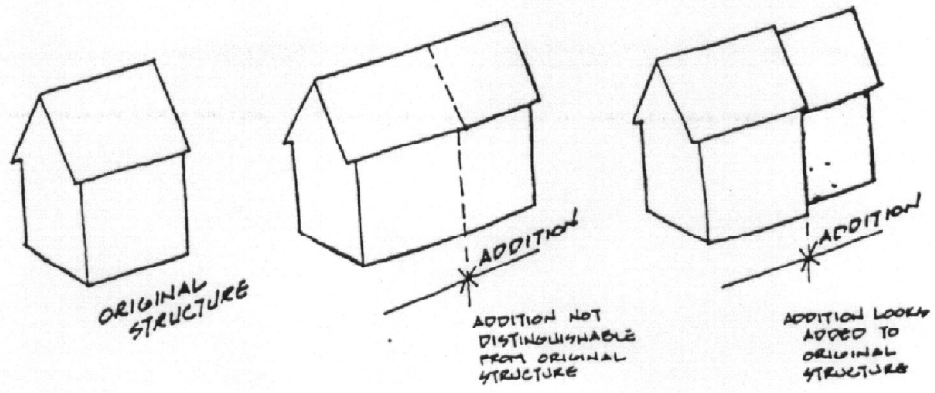 ORIGINAL
STRUCTURE
ADDITION
ADDITION NOT
DISTINGUISHABLE
FROM ORIGINAL
STRUCTURE
ADDITION
ADDITION LOOKS
ADDED TO
ORIGINAL
STRUCTURE